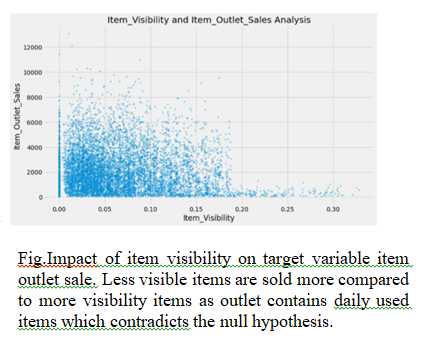 Item_Visibility and Item_Outlet_Sales Analysis
12000
10000
8000
6000
4000
2000
0
Item_Outlet_Sales
0.00 0.05 0.10 0.15 0.20 0.25 0.30
Item_Visibility
Fig.Impact of item visibility on target variable item
outlet sale. Less visible items are sold more compared
to more visibility items as outlet contains daily used
items which contradicts the null hypothesis.